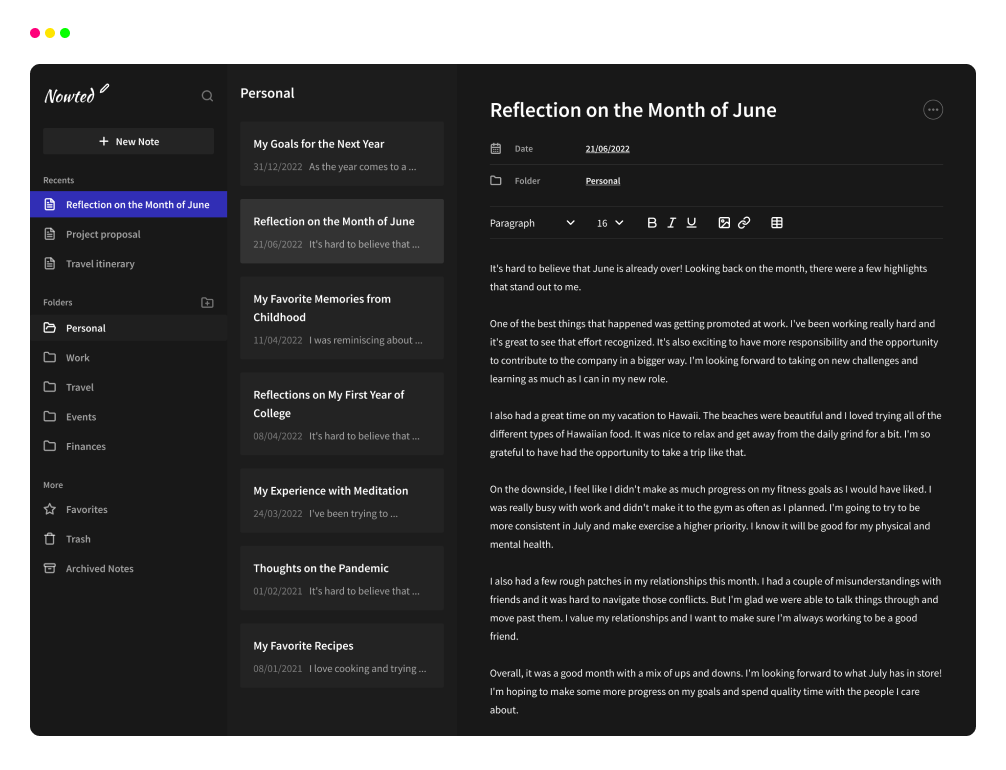 Nowted
New Note
Recents
Reflection on the Month of June
Project proposal
Travel itinerary
Folders
Personal
Work
Travel
Events
Finances
More
Favorites
Trash
Archived Notes
Personal
My Goals for the Next Year
31/12/2022 As the year comes to a ...
Reflection on the Month of June
21/06/2022 It's hard to believe that ...
My Favorite Memories from
Childhood
11/04/2022 I was reminiscing about ...
Reflections on My First Year of
College
08/04/2022 It's hard to believe that ...
My Experience with Meditation
24/03/2022 I've been trying to ...
Thoughts on the Pandemic
01/02/2021 It's hard to believe that ...
My Favorite Recipes
08/01/2021 I love cooking and trying ...
Reflection on the Month of June
Date 21/06/2022
Folder Personal
Paragraph 16 B I U
It's hard to believe that June is already over! Looking back on the month, there were a few highlights
that stand out to me.
One of the best things that happened was getting promoted at work. I've been working really hard and
it's great to see that effort recognized. It's also exciting to have more responsibility and the opportunity
to contribute to the company in a bigger way. I'm looking forward to taking on new challenges and
learning as much as I can in my new role.
I also had a great time on my vacation to Hawaii. The beaches were beautiful and I loved trying all of the
different types of Hawaiian food. It was nice to relax and get away from the daily grind for a bit. I'm so
grateful to have had the opportunity to take a trip like that.
On the downside, I feel like I didn't make as much progress on my fitness goals as I would have liked. I
was really busy with work and didn't make it to the gym as often as I planned. I'm going to try to be
more consistent in July and make exercise a higher priority. I know it will be good for my physical and
mental health.
I also had a few rough patches in my relationships this month. I had a couple of misunderstandings with
friends and it was hard to navigate those conflicts. But I'm glad we were able to talk things through and
move past them. I value my relationships and I want to make sure I'm always working to be a good
friend.
Overall, it was a good month with a mix of ups and downs. I'm looking forward to what July has in store!
I'm hoping to make some more progress on my goals and spend quality time with the people I care
about.